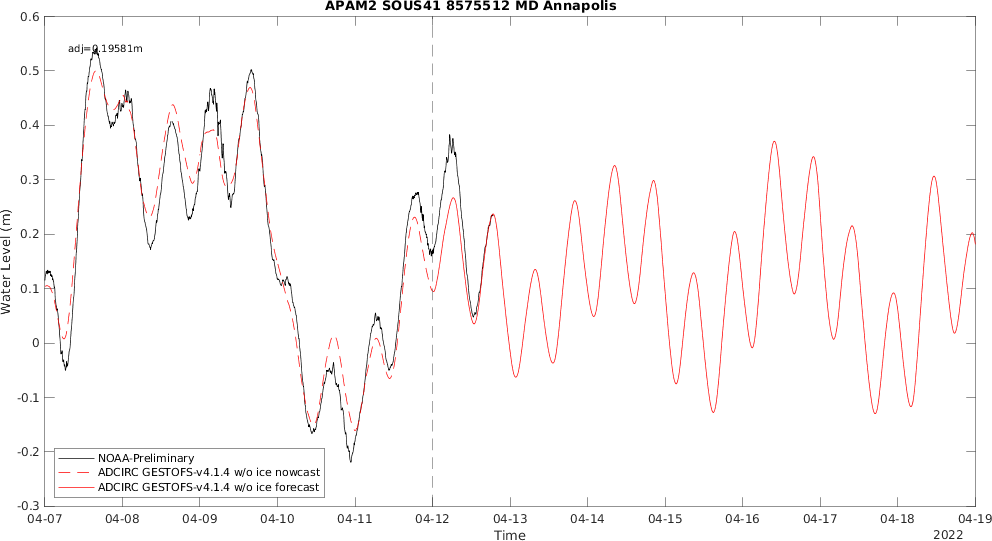 APAM2 SOUS41 8575512 MD Annapolis
adj=0.19581m
0.6
0.5
0.4
0.3
0.2
0.1
0
-0.1
-0.2
-0.3
Water Level (m)
NOAA-Preliminary
ADCIRC GESTOFS-v4.1.4 w/o ice nowcast
ADCIRC GESTOFS-v4.1.4 w/o ice forecast
04-07 04-08 04-09 04-10 04-11 04-12 04-13 04-14 04-15 04-16 04-17 04-18 04-19
Time
2022